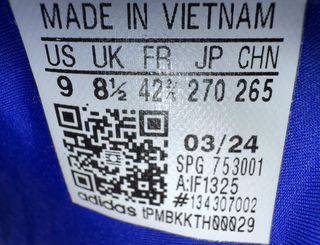 MADE IN VIETNAM
US UK FR JP CHN
9 8½ 42⅔ 270 265
03/24
SPG 753001
A:IF1325
#134307002
adidas tPMBKKTH00029